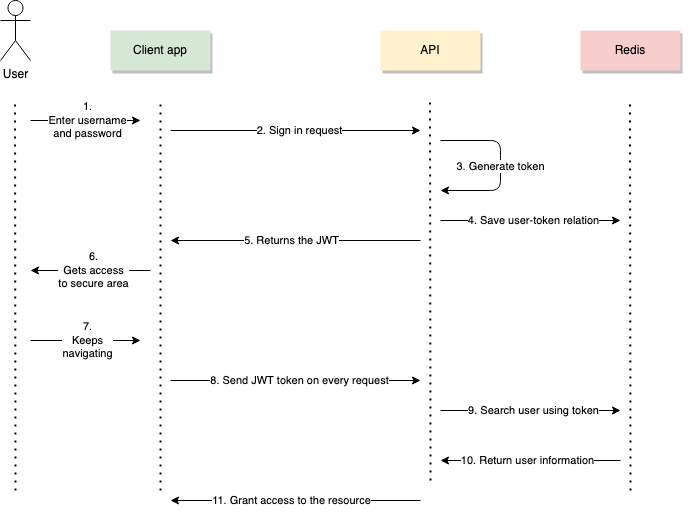 Client app
API
Redis
User
1.
Enter username
and password
2. Sign in request
3. Generate token
4. Save user-token relation
5. Returns the JWT
6.
Gets access
to secure area
7.
Keeps
navigating
8. Send JWT token on every request
9. Search user using token
10. Return user information
11. Grant access to the resource